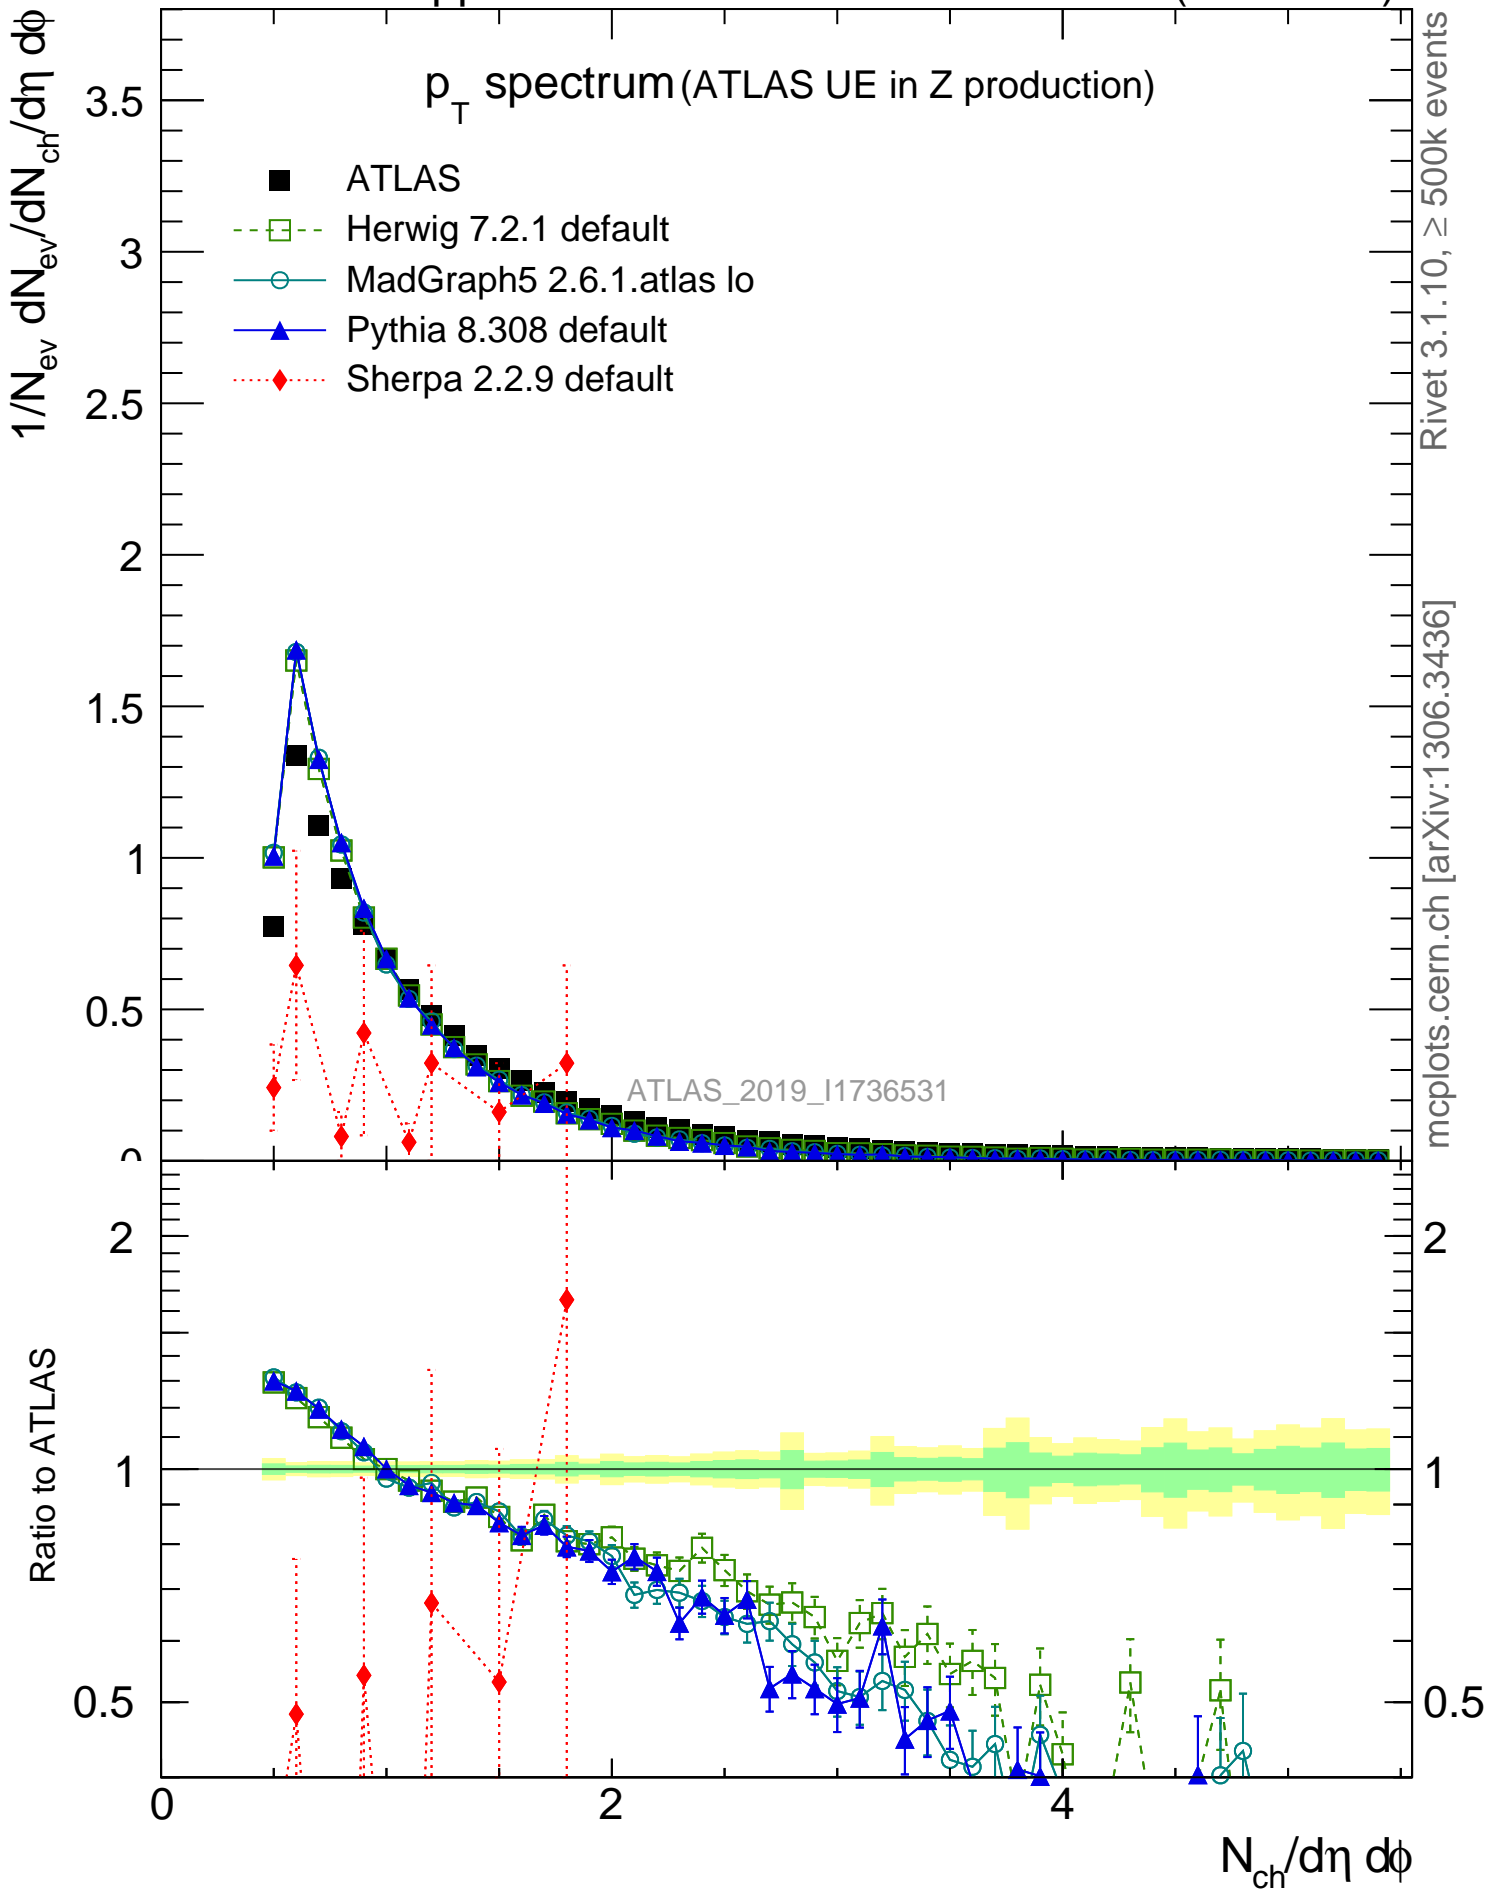 pp
1/N_ev dN_ev/dN_ch/dη dϕ
p_T spectrum (ATLAS UE in Z production)
ATLAS
Herwig 7.2.1 default
MadGraph5 2.6.1.atlas lo
Pythia 8.308 default
Sherpa 2.2.9 default
3.5
3
2.5
2
1.5
1
0.5
0
ATLAS_2019_I1736531
Rivet 3.1.10, ≥ 500k events
mcplots.cern.ch [arXiv:1306.3436]
Ratio to ATLAS
2
1
0.5
2
1
0.5
0
2
4
N_ch/dη dϕ